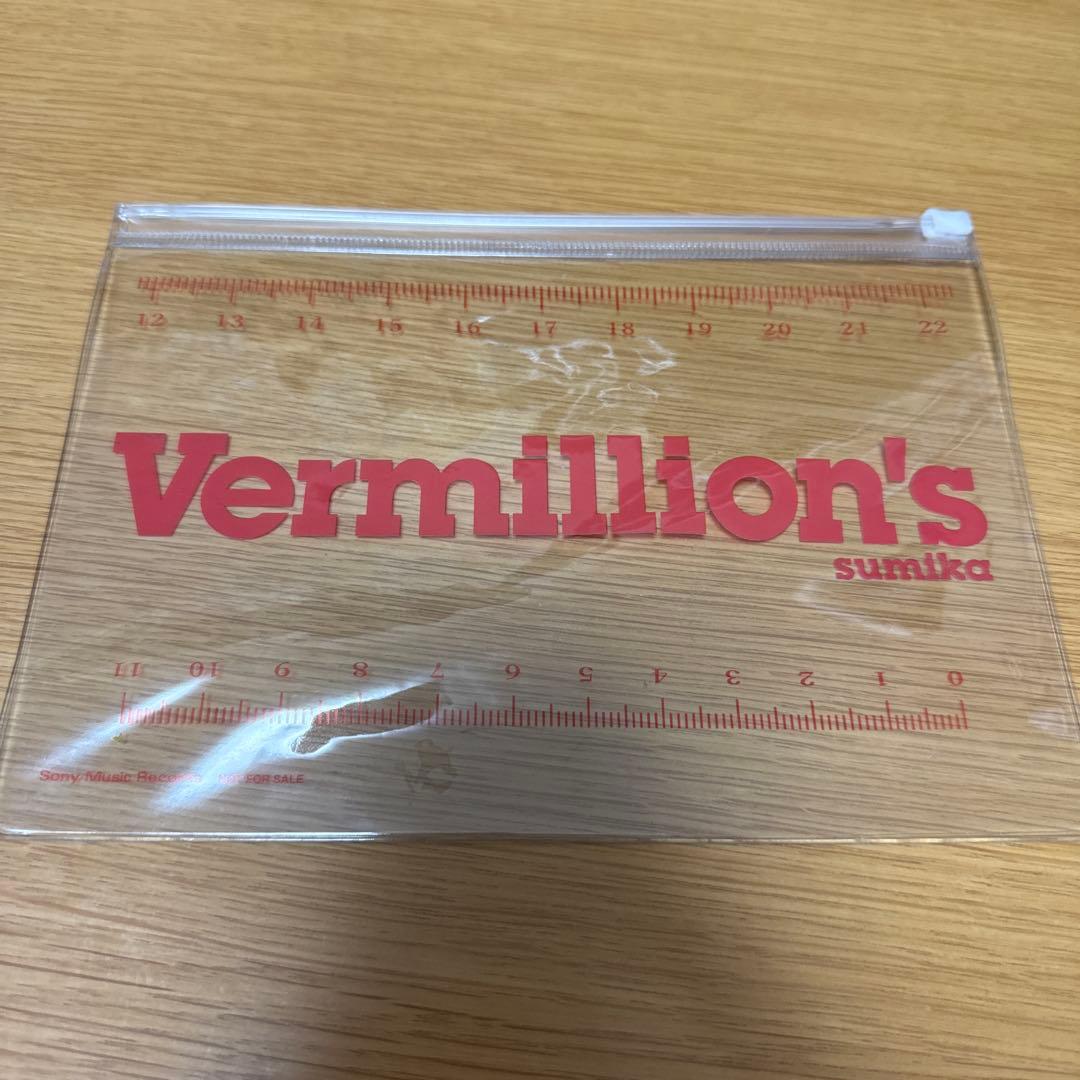 12 13 14 15 16 17 18 19 20 21 22
Vermillion's
sumika
11 10 9 8 7 6 5 4 3 2 1 0
Sony Music Records NOT FOR SALE